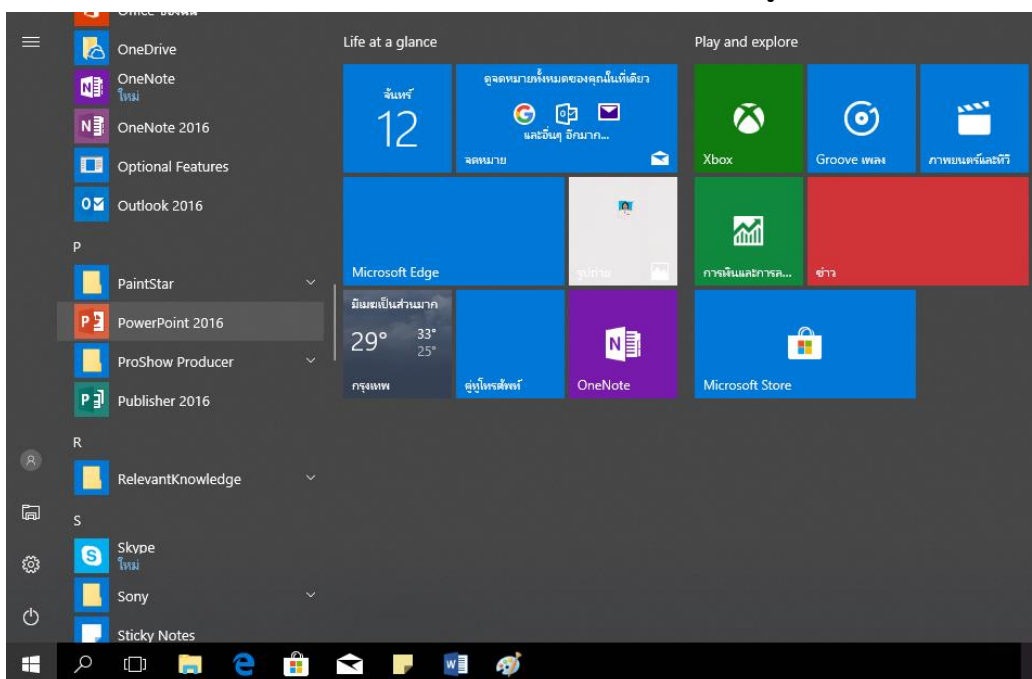 OneDrive
OneNote
ใหม่
OneNote 2016
Optional Features
Outlook 2016
P
PaintStar
PowerPoint 2016
ProShow Producer
Publisher 2016
R
RelevantKnowledge
S
Skype
ใหม่
Sony
Sticky Notes
Life at a glance
จันทร์
12
ดูจดหมายทั้งหมดของคุณในที่เดียว
และอื่นๆ อีกมาก...
จดหมาย
Microsoft Edge
รูปถ่าย
มีเมฆเป็นส่วนมาก
29° 33°
25°
กรุงเทพ
คู่หูโทรศัพท์
OneNote
Play and explore
Xbox
Groove เพลง
ภาพยนตร์และทีวี
การเงินและการล...
ข่าว
Microsoft Store